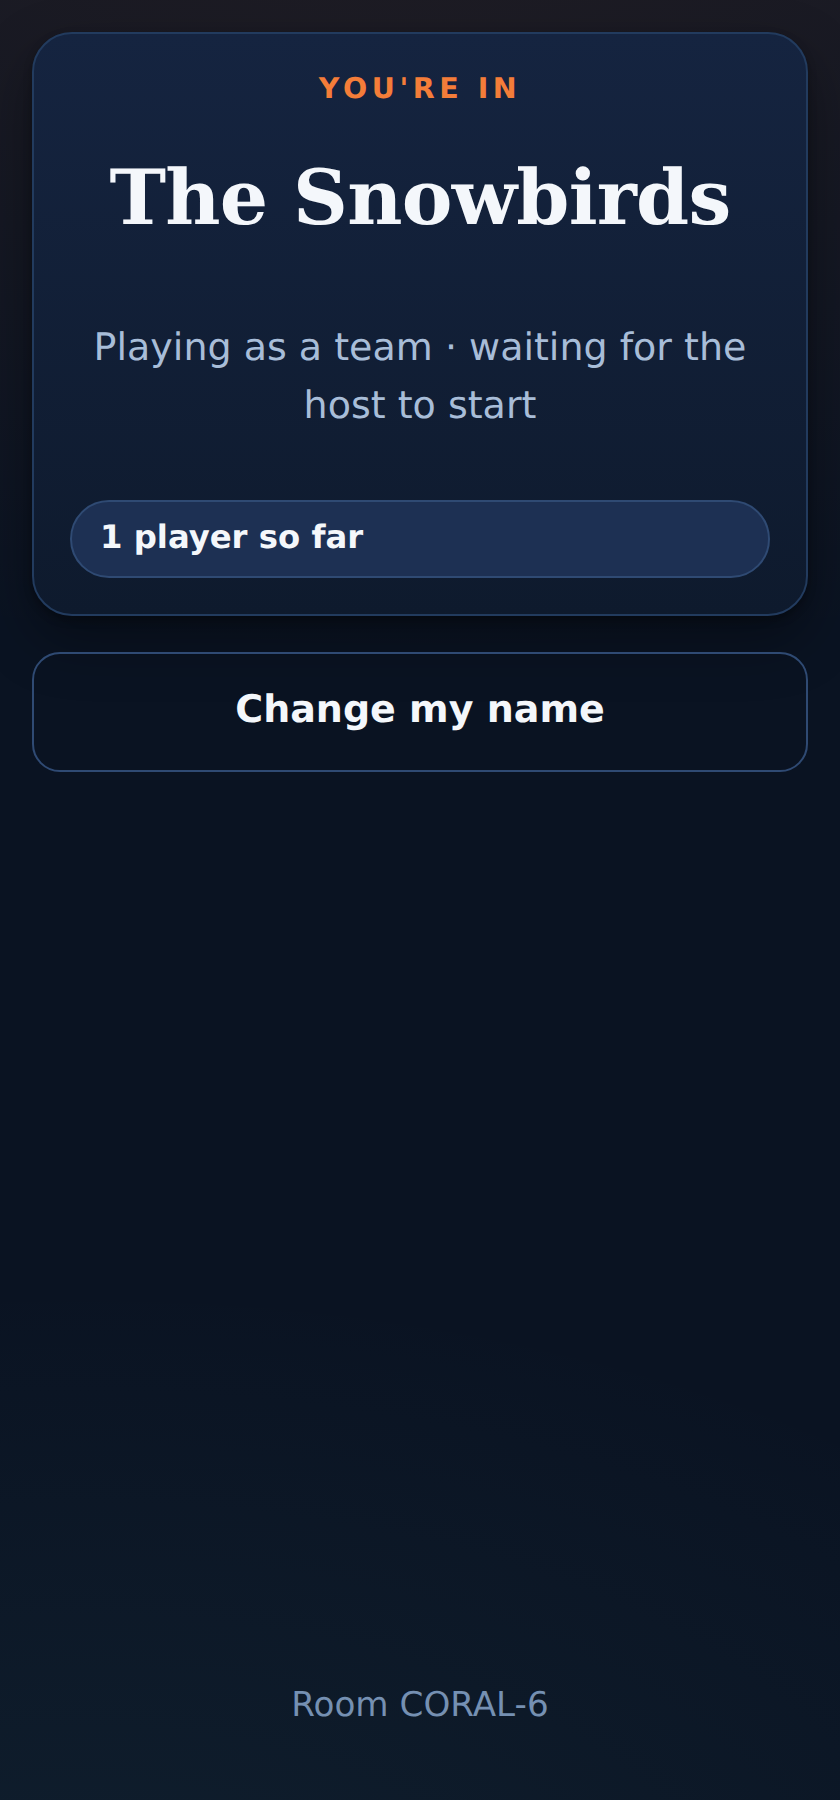 YOU'RE IN
The Snowbirds
Playing as a team · waiting for the
host to start
1 player so far
Change my name
Room CORAL-6